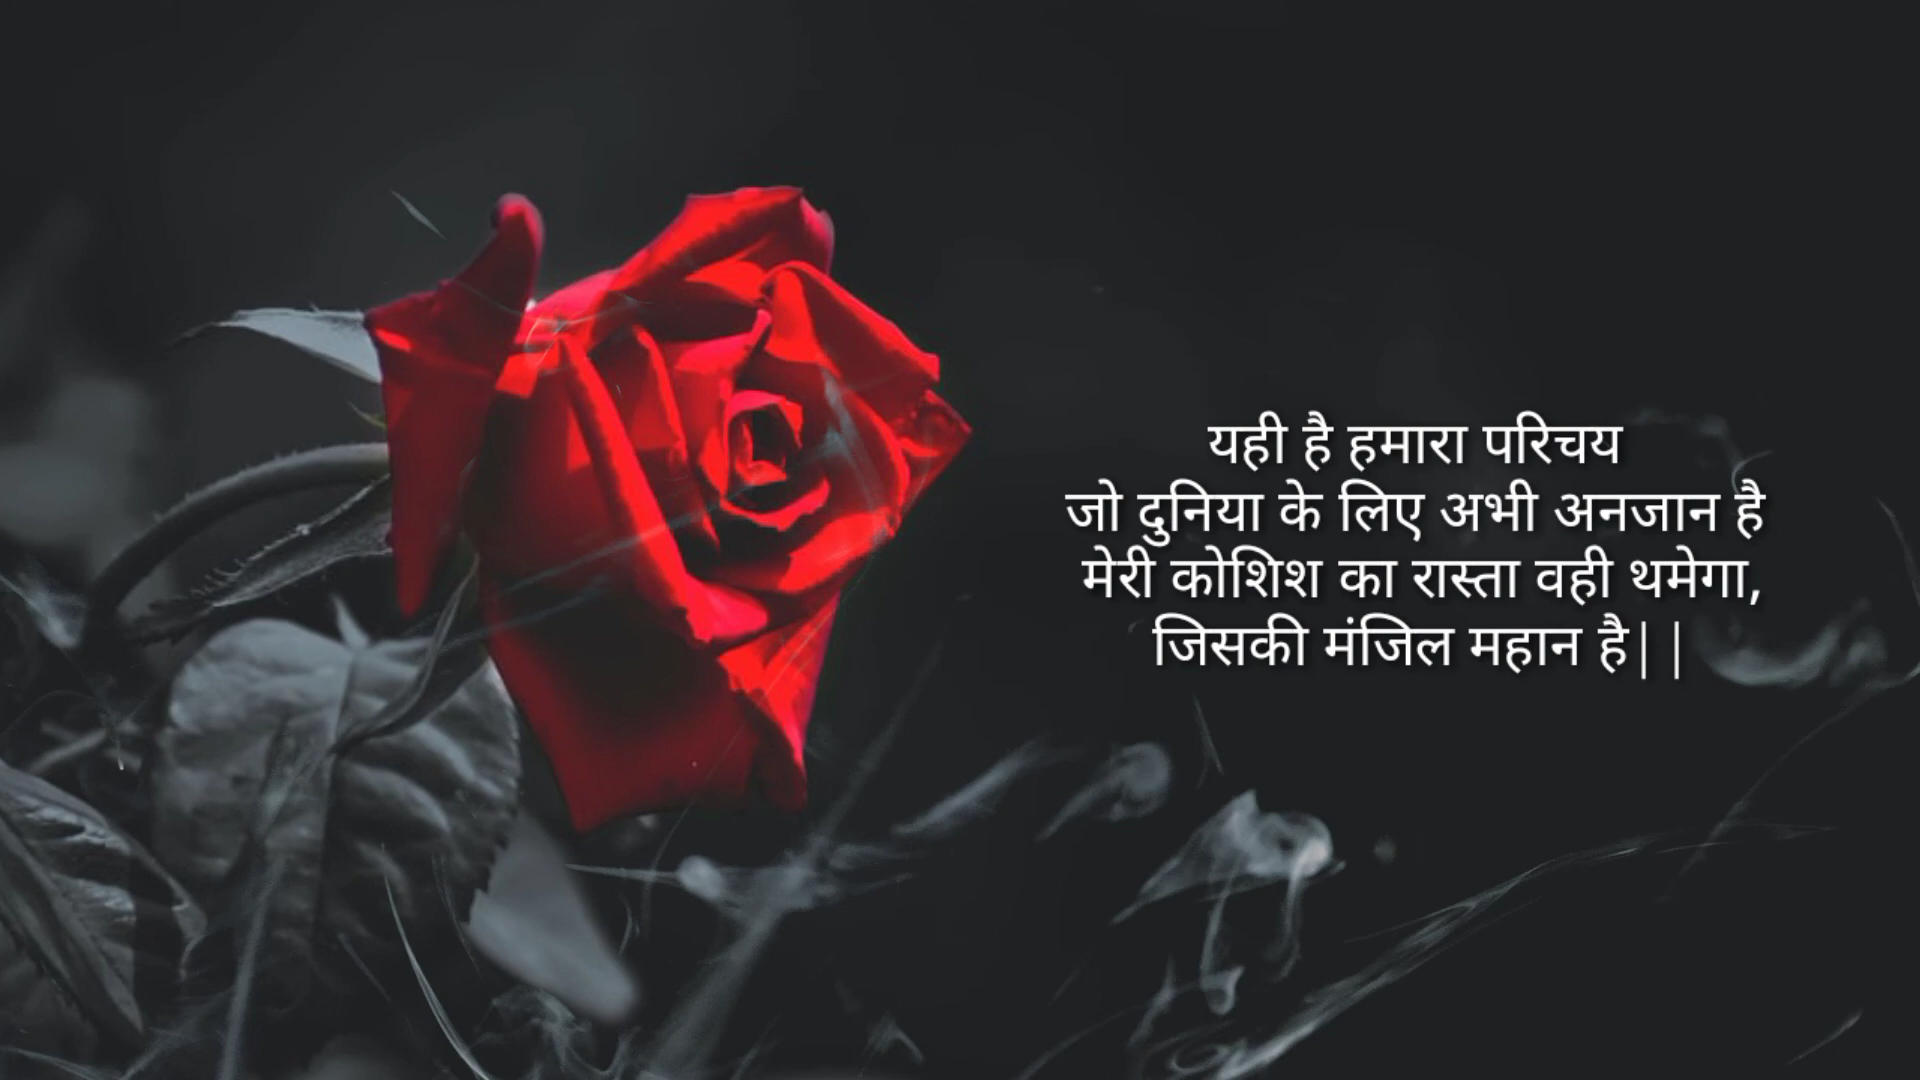 यही है हमारा परिचय
जो दुनिया के लिए अभी अनजान है
मेरी कोशिश का रास्ता वही थमेगा,
जिसकी मंजिल महान है||